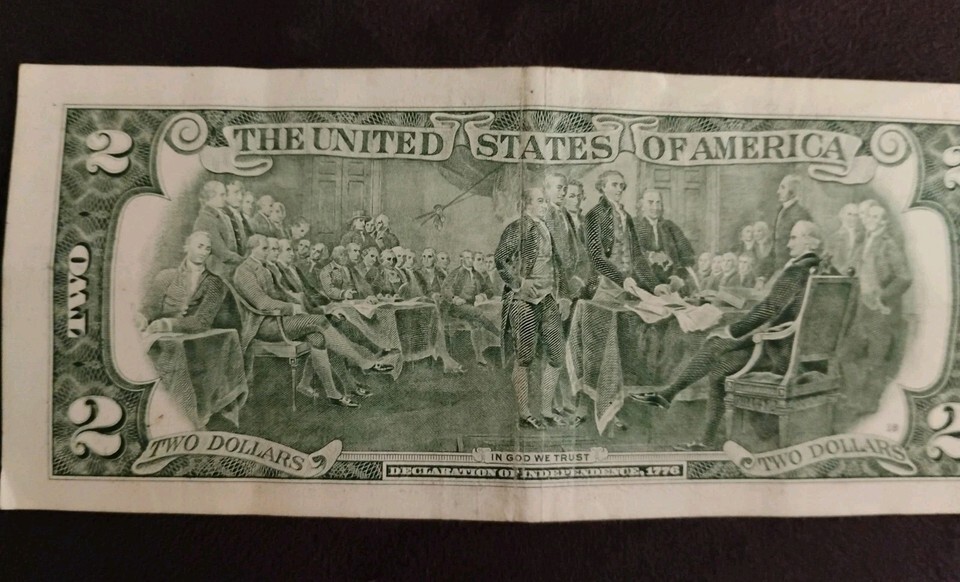 2
THE UNITED STATES OF AMERICA
2
TWO
2
TWO DOLLARS
IN GOD WE TRUST
DECLARATION OF INDEPENDENCE, 1776
TWO DOLLARS
2